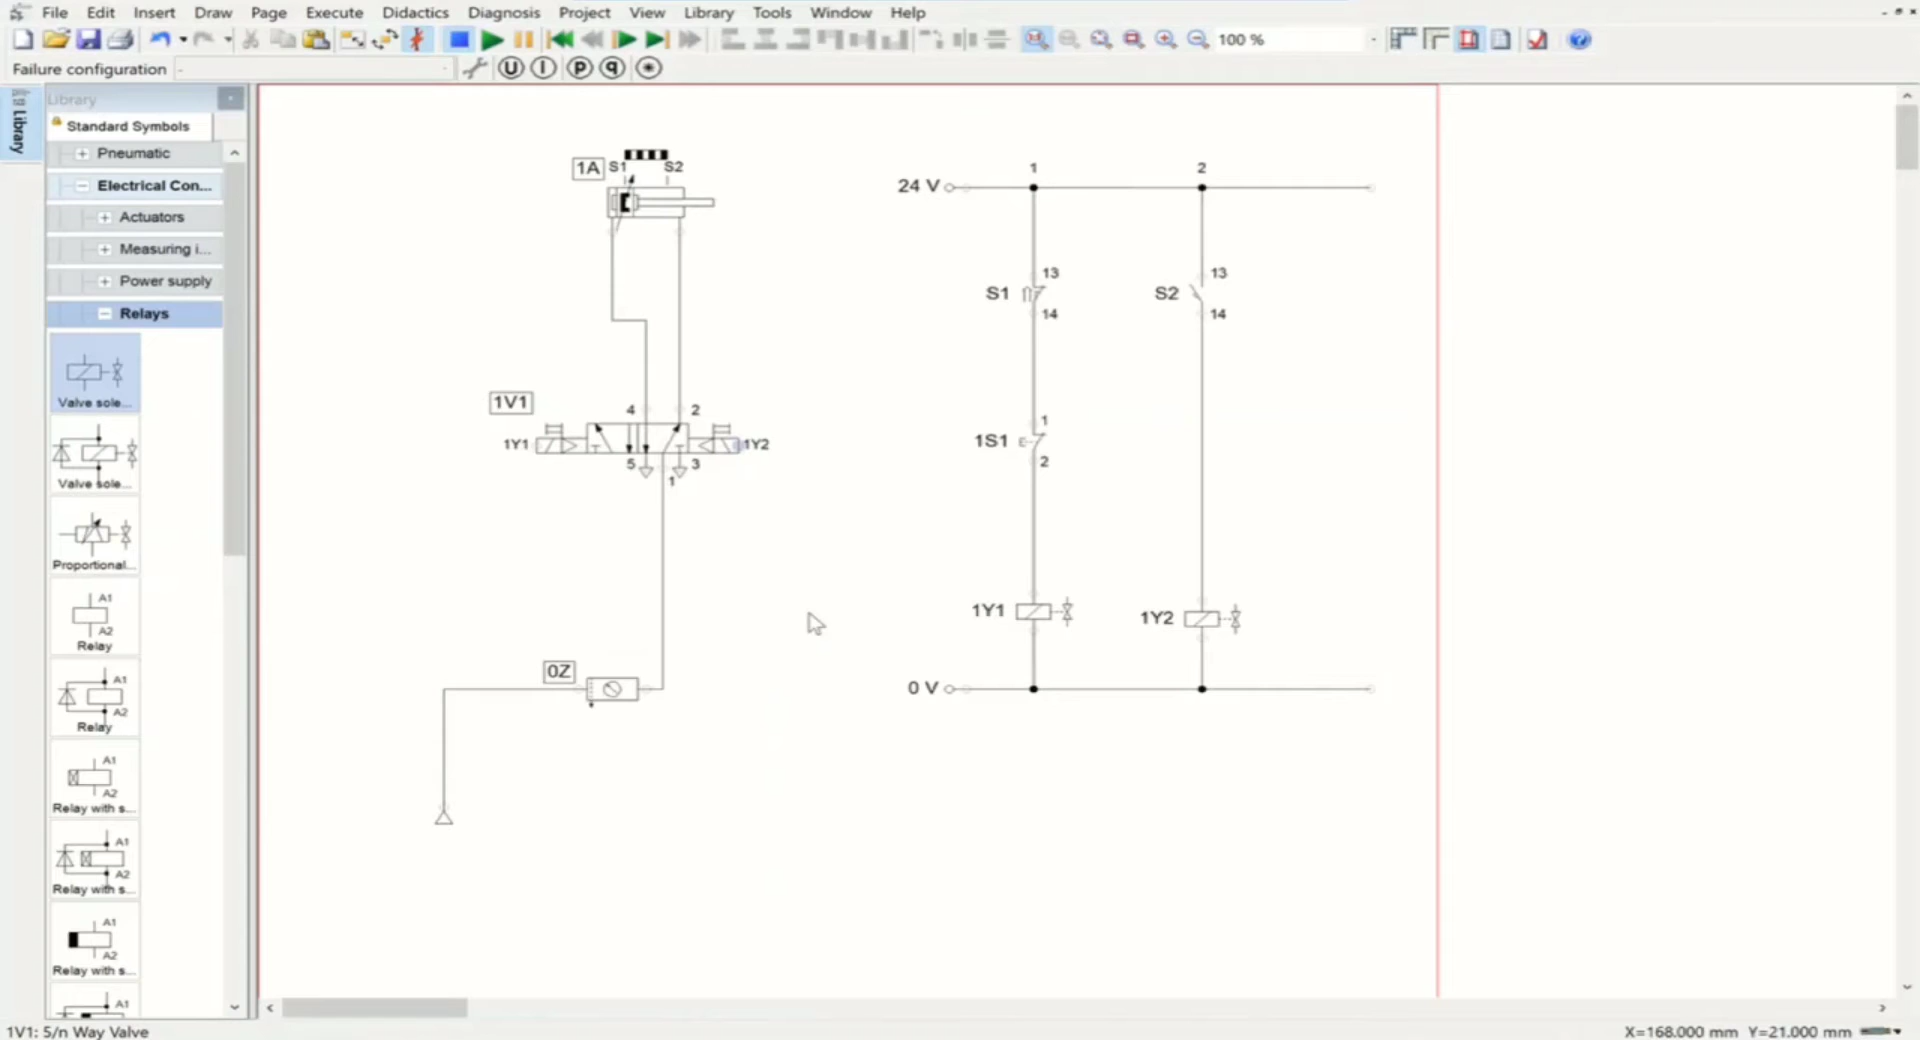 File Edit Insert Draw Page Execute Didactics Diagnosis Project View Library Tools Window Help
100 %
Failure configuration -
U I p q
Library
Library
Standard Symbols
Pneumatic
Electrical Con...
Actuators
Measuring i...
Power supply
Relays
Valve sole...
Valve sole...
Proportional...
A1
A2
Relay
A1
A2
Relay
A1
A2
Relay with s...
A1
A2
Relay with s...
A1
A2
Relay with s...
A1
1A S1 S2
1V1
4 2
1Y1 1Y2
5 3
1
0Z
1 2
24 V
13 13
S1 S2
14 14
1
1S1
2
1Y1 1Y2
0 V
1V1: 5/n Way Valve
X=168.000 mm Y=21.000 mm